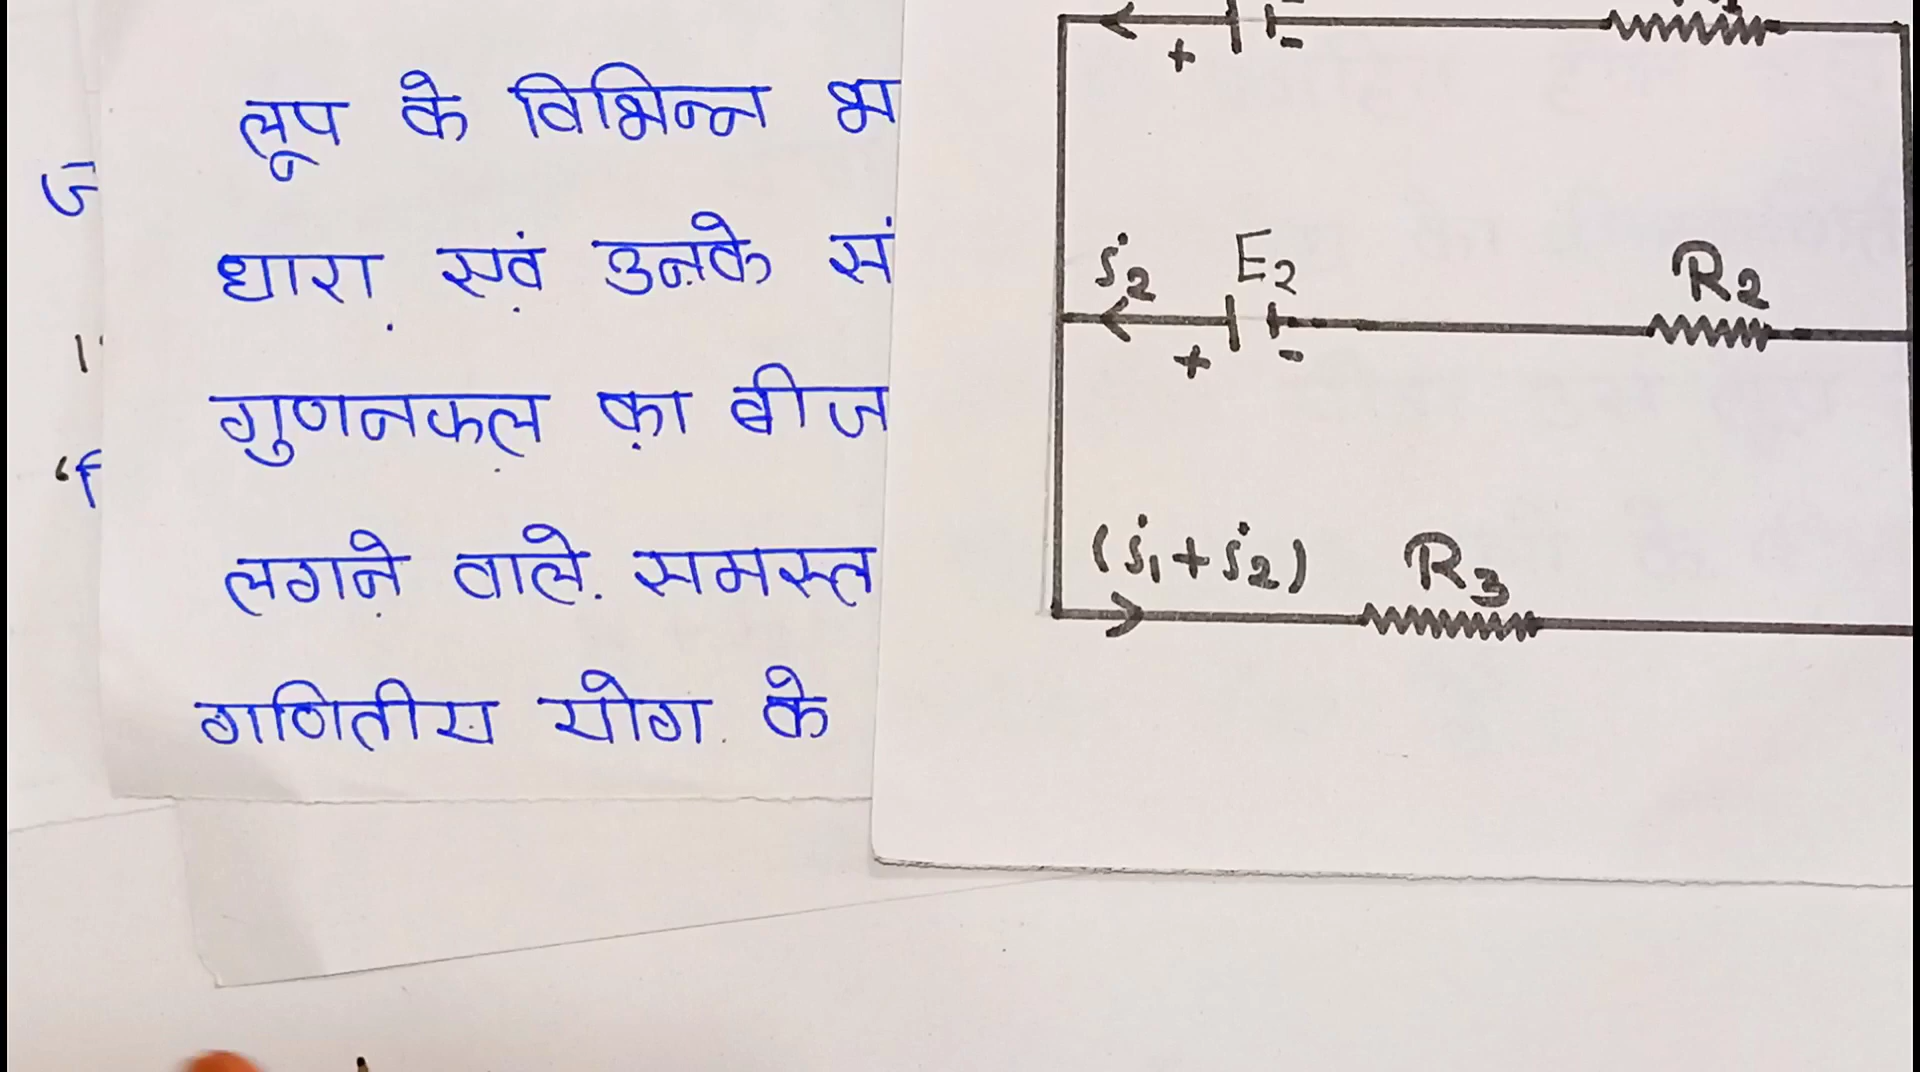 लूप के विभिन्न
धारा एवं उनके
गुणनफल का बीज
लगने वाले समस्त
गणितीय योग के
+ -
i₂ E₂ R₂
+ -
(i₁+i₂) R₃